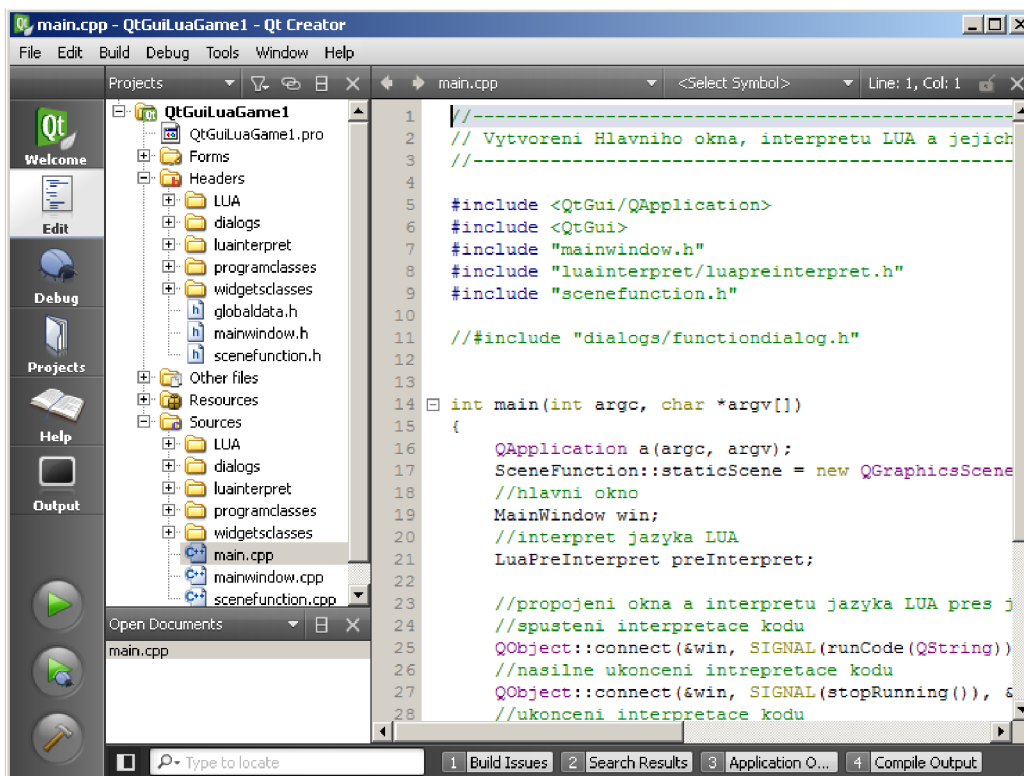 main.cpp - QtGuiLuaGame1 - Qt Creator
File Edit Build Debug Tools Window Help
Projects
main.cpp <Select Symbol> Line: 1, Col: 1
Qt
Welcome
Edit
Debug
Projects
Help
Output
QtGuiLuaGame1
QtGuiLuaGame1.pro
Forms
Headers
LUA
dialogs
luainterpret
programclasses
widgetsclasses
globaldata.h
mainwindow.h
scenefunction.h
Other files
Resources
Sources
LUA
dialogs
luainterpret
programclasses
widgetsclasses
main.cpp
mainwindow.cpp
scenefunction.cpp
Open Documents
main.cpp
1 //--------------------------------------------------
2 // Vytvoreni Hlavniho okna, interpretu LUA a jejich
3 //--------------------------------------------------
4
5 #include <QtGui/QApplication>
6 #include <QtGui>
7 #include "mainwindow.h"
8 #include "luainterpret/luapreinterpret.h"
9 #include "scenefunction.h"
10
11 //#include "dialogs/functiondialog.h"
12
13
14 int main(int argc, char *argv[])
15 {
16 QApplication a(argc, argv);
17 SceneFunction::staticScene = new QGraphicsScene
18 //hlavni okno
19 MainWindow win;
20 //interpret jazyka LUA
21 LuaPreInterpret preInterpret;
22
23 //propojeni okna a interpretu jazyka LUA pres j
24 //spusteni interpretace kodu
25 QObject::connect(&win, SIGNAL(runCode(QString))
26 //nasilne ukonceni intrepretace kodu
27 QObject::connect(&win, SIGNAL(stopRunning()), &
28 //ukonceni interpretace kodu
Type to locate
1 Build Issues 2 Search Results 3 Application O... 4 Compile Output